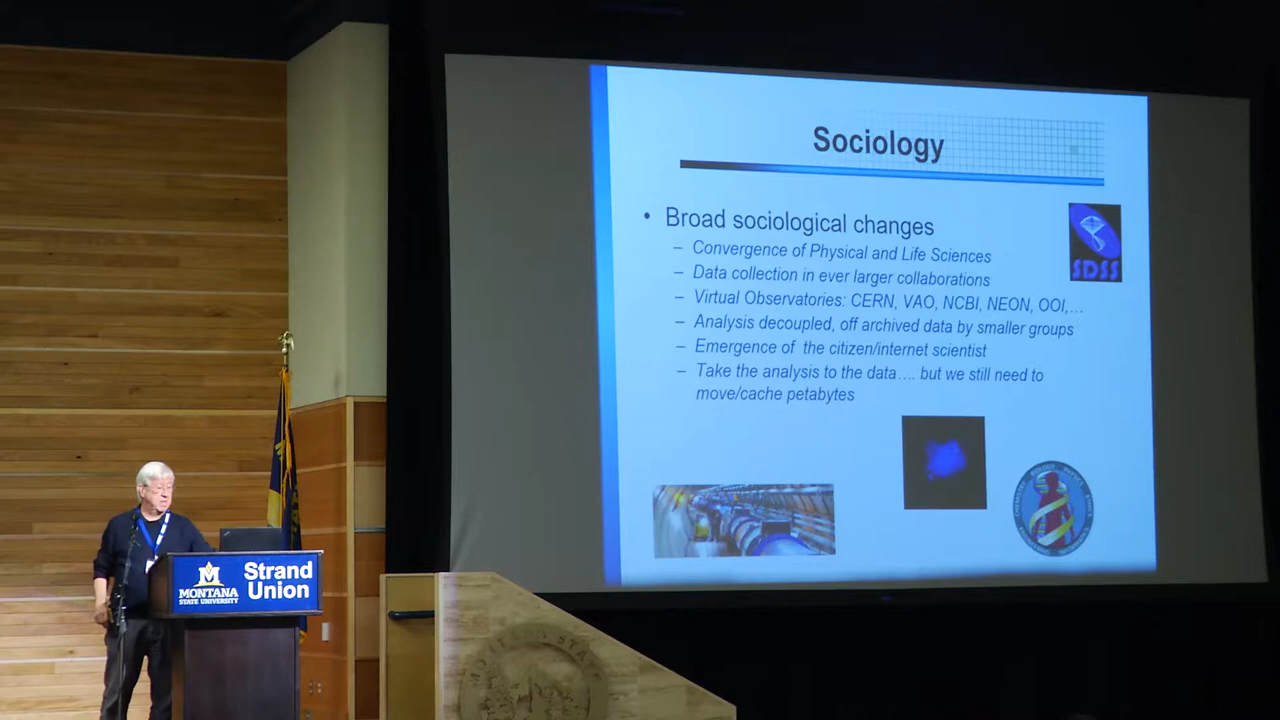 Sociology
• Broad sociological changes
– Convergence of Physical and Life Sciences
– Data collection in ever larger collaborations
– Virtual Observatories: CERN, VAO, NCBI, NEON, OOI,…
– Analysis decoupled, off archived data by smaller groups
– Emergence of the citizen/internet scientist
– Take the analysis to the data…. but we still need to
move/cache petabytes
SDSS
MONTANA
STATE UNIVERSITY
Strand
Union